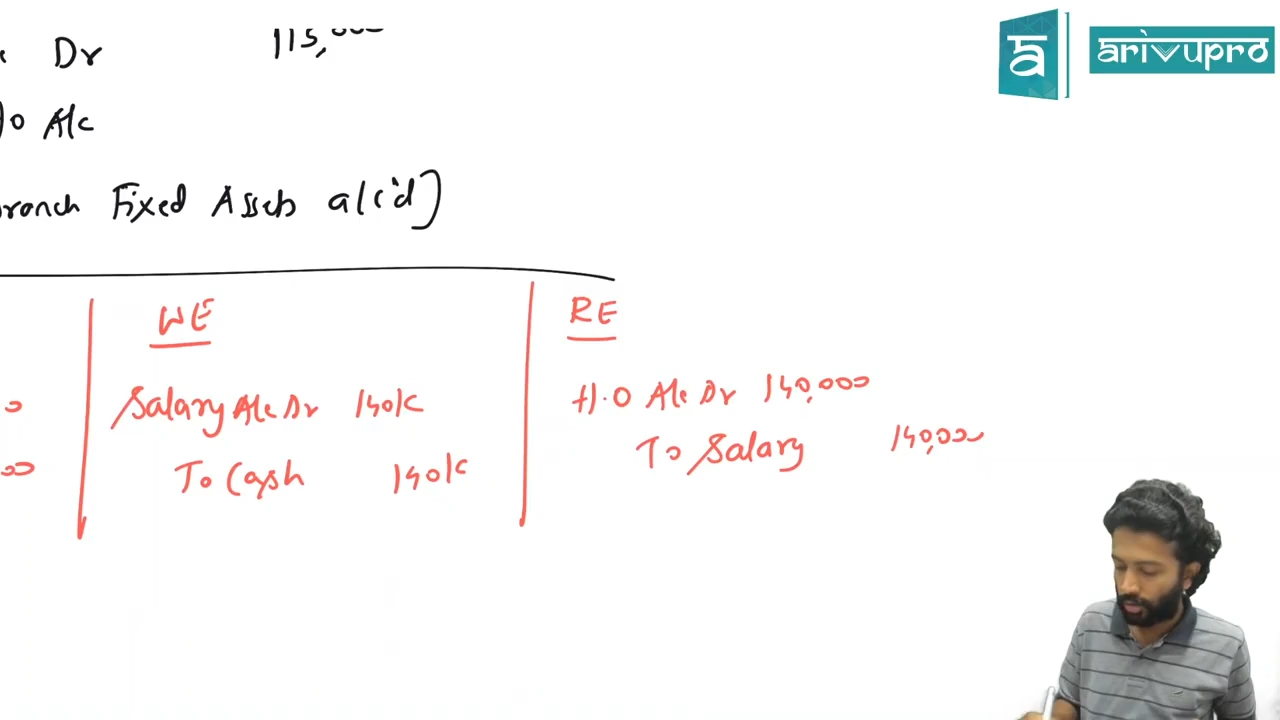 Dr 115,000
a arivupro
A/c
Fixed Assets a/c'd]
WE
RE
Salary A/c Dr 140k
H.O A/c Dr 140,000
To Cash 140k
To Salary 140,000